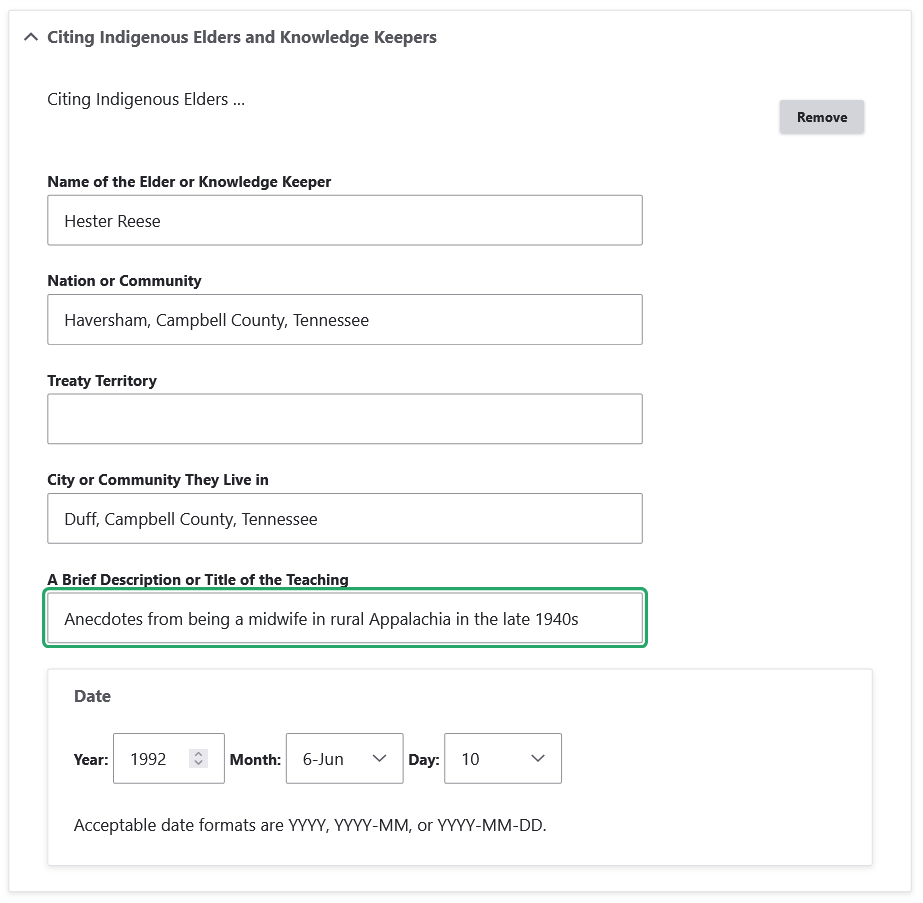 Citing Indigenous Elders and Knowledge Keepers
Citing Indigenous Elders ...
Remove
Name of the Elder or Knowledge Keeper
Hester Reese
Nation or Community
Haversham, Campbell County, Tennessee
Treaty Territory
City or Community They Live in
Duff, Campbell County, Tennessee
A Brief Description or Title of the Teaching
Anecdotes from being a midwife in rural Appalachia in the late 1940s
Date
Year: 1992 Month: 6-Jun Day: 10
Acceptable date formats are YYYY, YYYY-MM, or YYYY-MM-DD.